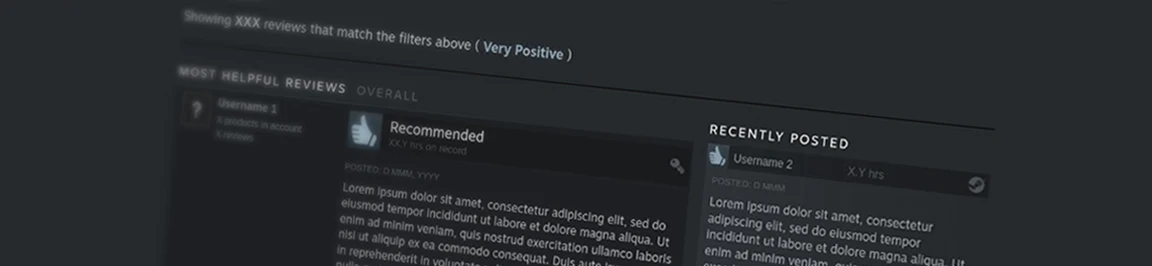 Showing XXX reviews that match the filters above ( Very Positive )
MOST HELPFUL REVIEWS OVERALL
?
Username 1
X products in account
X reviews
Recommended
XX.Y hrs on record
POSTED: D MMM, YYYY
Lorem ipsum dolor sit amet, consectetur adipiscing elit, sed do
eiusmod tempor incididunt ut labore et dolore magna aliqua. Ut
enim ad minim veniam, quis nostrud exercitation ullamco laboris
nisi ut aliquip ex ea commodo consequat. Duis aute
in reprehenderit in voluptate
RECENTLY POSTED
Username 2
X.Y hrs
POSTED: D MMM
Lorem ipsum dolor sit amet, consectetur
adipiscing elit, sed do eiusmod tempor
incididunt ut labore et dolore magna aliqua. Ut
enim ad minim veniam, quis